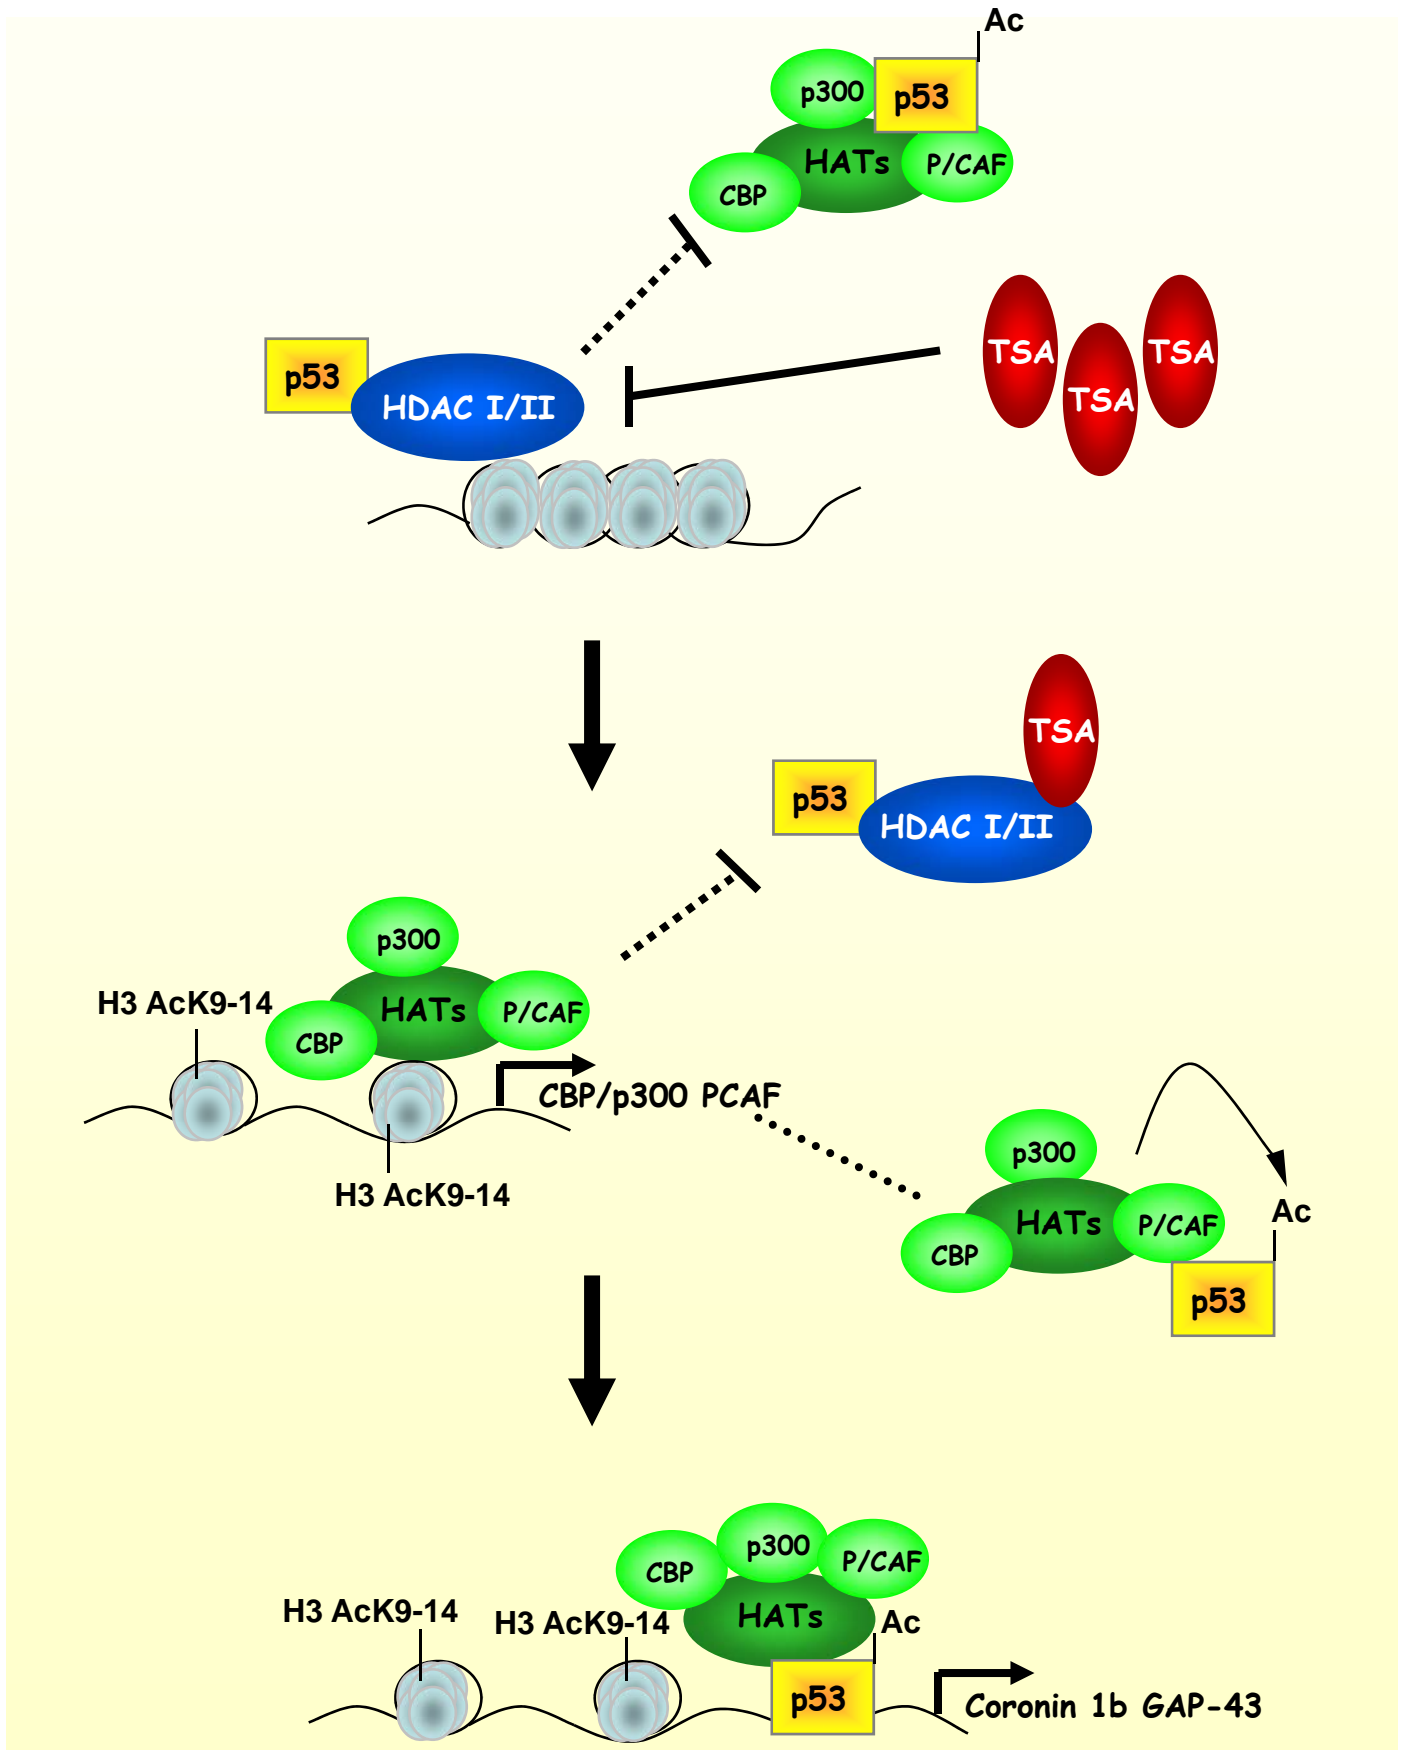 Ac
p300
p53
HATs
P/CAF
CBP
TSA
TSA
TSA
p53
HDAC I/II
TSA
p53
HDAC I/II
p300
H3 AcK9-14
HATs
P/CAF
CBP
CBP/p300 PCAF
H3 AcK9-14
p300
HATs
P/CAF
Ac
CBP
p53
CBP
p300
P/CAF
H3 AcK9-14
H3 AcK9-14
HATs
Ac
p53
Coronin 1b GAP-43